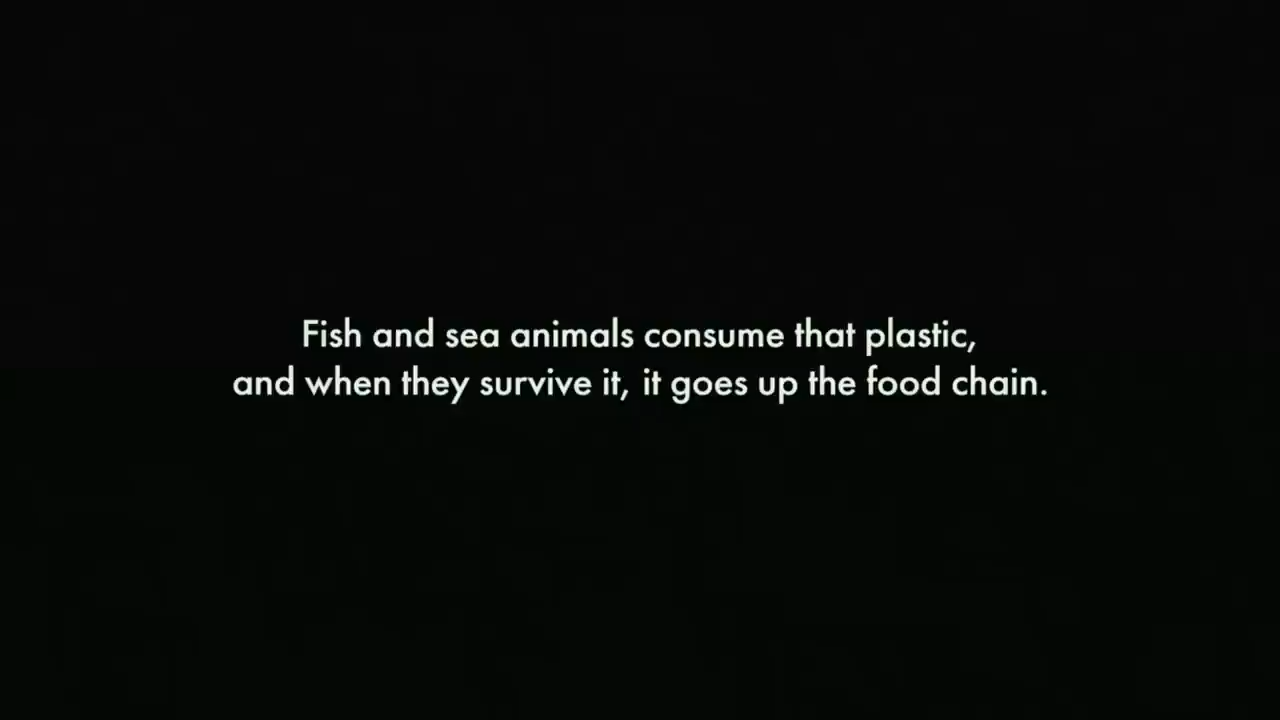 Fish and sea animals consume that plastic,
and when they survive it, it goes up the food chain.